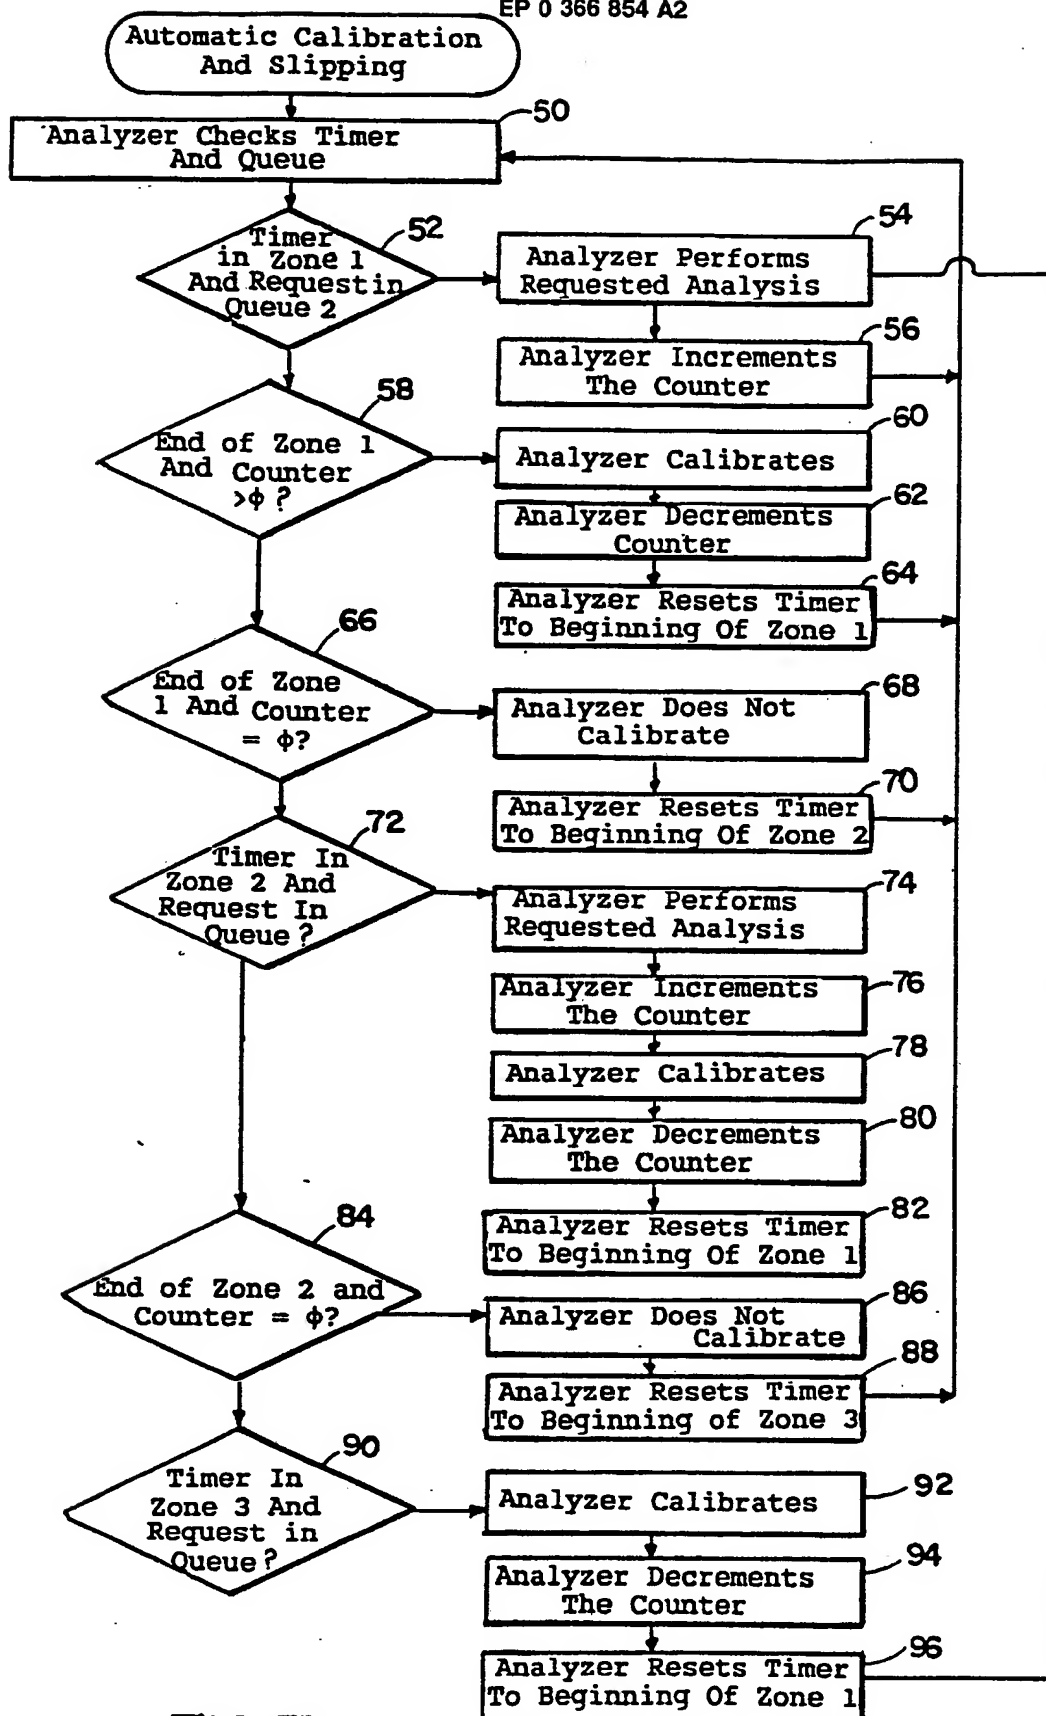 EP 0 366 854 A2
Automatic Calibration
And Slipping
50
Analyzer Checks Timer
And Queue
52
Timer
in Zone 1
And Request in
Queue 2
54
Analyzer Performs
Requested Analysis
56
Analyzer Increments
The Counter
58
End of Zone 1
And Counter
>ϕ ?
60
Analyzer Calibrates
62
Analyzer Decrements
Counter
64
Analyzer Resets Timer
To Beginning Of Zone 1
66
End of Zone
1 And Counter
= ϕ?
68
Analyzer Does Not
Calibrate
70
Analyzer Resets Timer
To Beginning Of Zone 2
72
Timer In
Zone 2 And
Request In
Queue ?
74
Analyzer Performs
Requested Analysis
76
Analyzer Increments
The Counter
78
Analyzer Calibrates
80
Analyzer Decrements
The Counter
82
Analyzer Resets Timer
To Beginning Of Zone 1
84
End of Zone 2 and
Counter = ϕ?
86
Analyzer Does Not
Calibrate
88
Analyzer Resets Timer
To Beginning of Zone 3
90
Timer In
Zone 3 And
Request in
Queue ?
92
Analyzer Calibrates
94
Analyzer Decrements
The Counter
96
Analyzer Resets Timer
To Beginning Of Zone 1